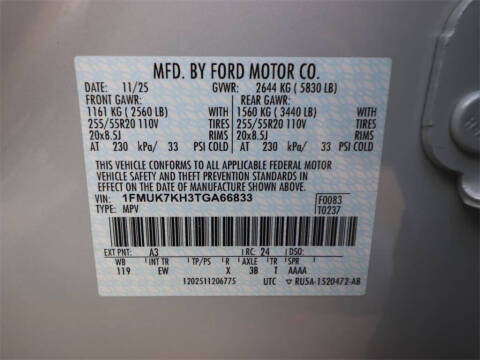 MFD. BY FORD MOTOR CO.
DATE: 11/25 GVWR: 2644 KG ( 5830 LB)
FRONT GAWR: REAR GAWR:
1161 KG ( 2560 LB) WITH 1560 KG ( 3440 LB) WITH
255/55R20 110V TIRES 255/55R20 110V TIRES
20x8.5J RIMS 20x8.5J RIMS
AT 230 kPa/ 33 PSI COLD AT 230 kPa/ 33 PSI COLD
THIS VEHICLE CONFORMS TO ALL APPLICABLE FEDERAL MOTOR
VEHICLE SAFETY AND THEFT PREVENTION STANDARDS IN
EFFECT ON THE DATE OF MANUFACTURE SHOWN ABOVE.
VIN: 1FMUK7KH3TGA66833 F0083
TYPE: MPV T0237
EXT PNT: A3 RC: 24 DSO:
WB INT TR TP/PS R AXLE TR SPR
119 EW X 3B T AAAA
1202511206775 UTC ▽ RU5A-1520472-AB